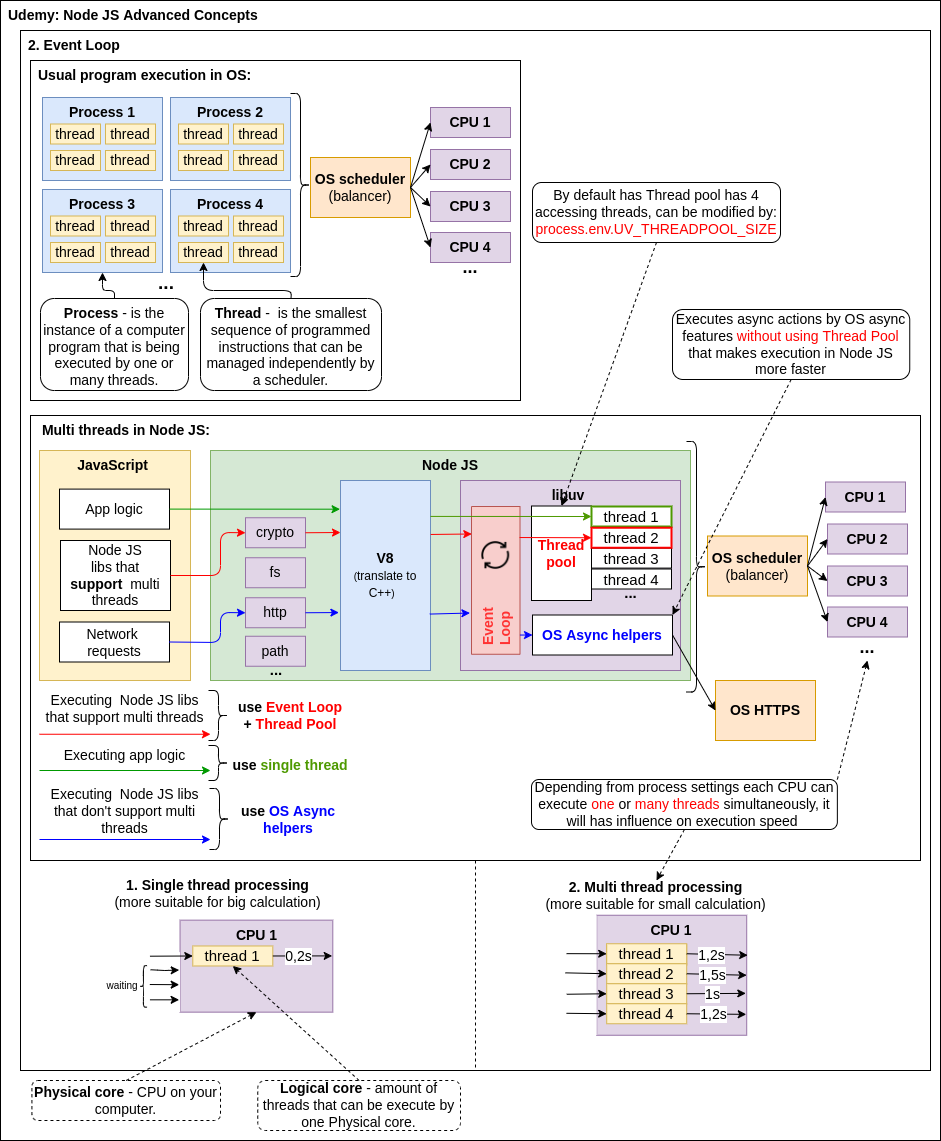 Udemy: Node JS Advanced Concepts
2. Event Loop
Usual program execution in OS:
Process 1
thread thread
thread thread
Process 2
thread thread
thread thread
Process 3
thread thread
thread thread
Process 4
thread thread
thread thread
...
OS scheduler
(balancer)
CPU 1
CPU 2
CPU 3
CPU 4
...
Process - is the
instance of a computer
program that is being
executed by one or
many threads.
Thread - is the smallest
sequence of programmed
instructions that can be
managed independently by
a scheduler.
By default has Thread pool has 4
accessing threads, can be modified by:
process.env.UV_THREADPOOL_SIZE
Executes async actions by OS async
features without using Thread Pool
that makes execution in Node JS
more faster
Multi threads in Node JS:
JavaScript
App logic
Node JS
libs that
support multi
threads
Network
requests
Node JS
crypto
fs
http
path
...
V8
(translate to
C++)
libuv
Event
Loop
Thread
pool
thread 1
thread 2
thread 3
thread 4
...
OS Async helpers
OS scheduler
(balancer)
CPU 1
CPU 2
CPU 3
CPU 4
...
OS HTTPS
Executing Node JS libs
that support multi threads
use Event Loop
+ Thread Pool
Executing app logic
use single thread
Executing Node JS libs
that don't support multi
threads
use OS Async
helpers
Depending from process settings each CPU can
execute one or many threads simultaneously, it
will has influence on execution speed
1. Single thread processing
(more suitable for big calculation)
CPU 1
thread 1 0,2s
waiting
2. Multi thread processing
(more suitable for small calculation)
CPU 1
thread 1 1,2s
thread 2 1,5s
thread 3 1s
thread 4 1,2s
Physical core - CPU on your
computer.
Logical core - amount of
threads that can be execute by
one Physical core.